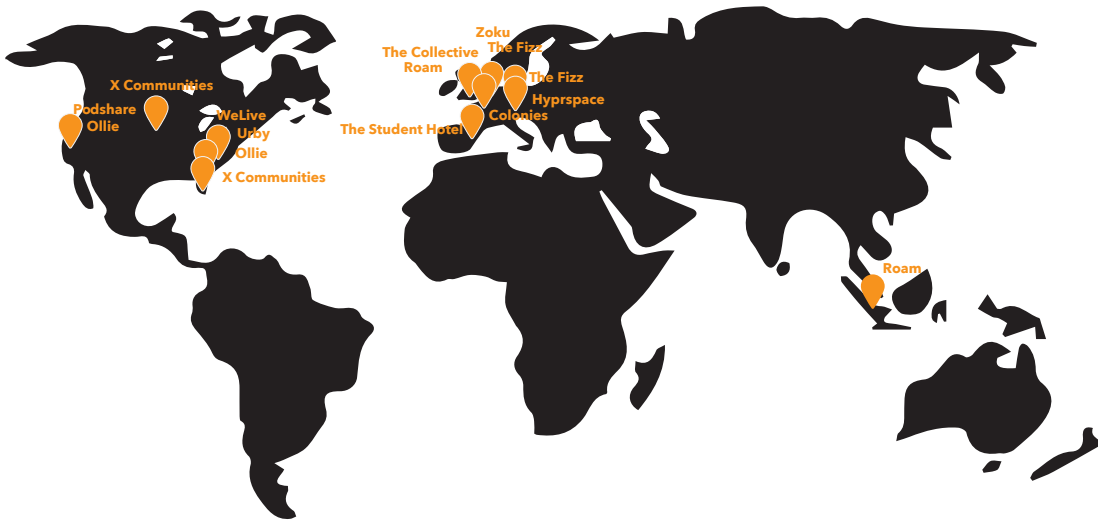 Zoku
The Fizz
The Collective
Roam
The Fizz
X Communities
Hyprspace
Podshare
WeLive
Colonies
Ollie
The Student Hotel
Urby
Ollie
X Communities
Roam